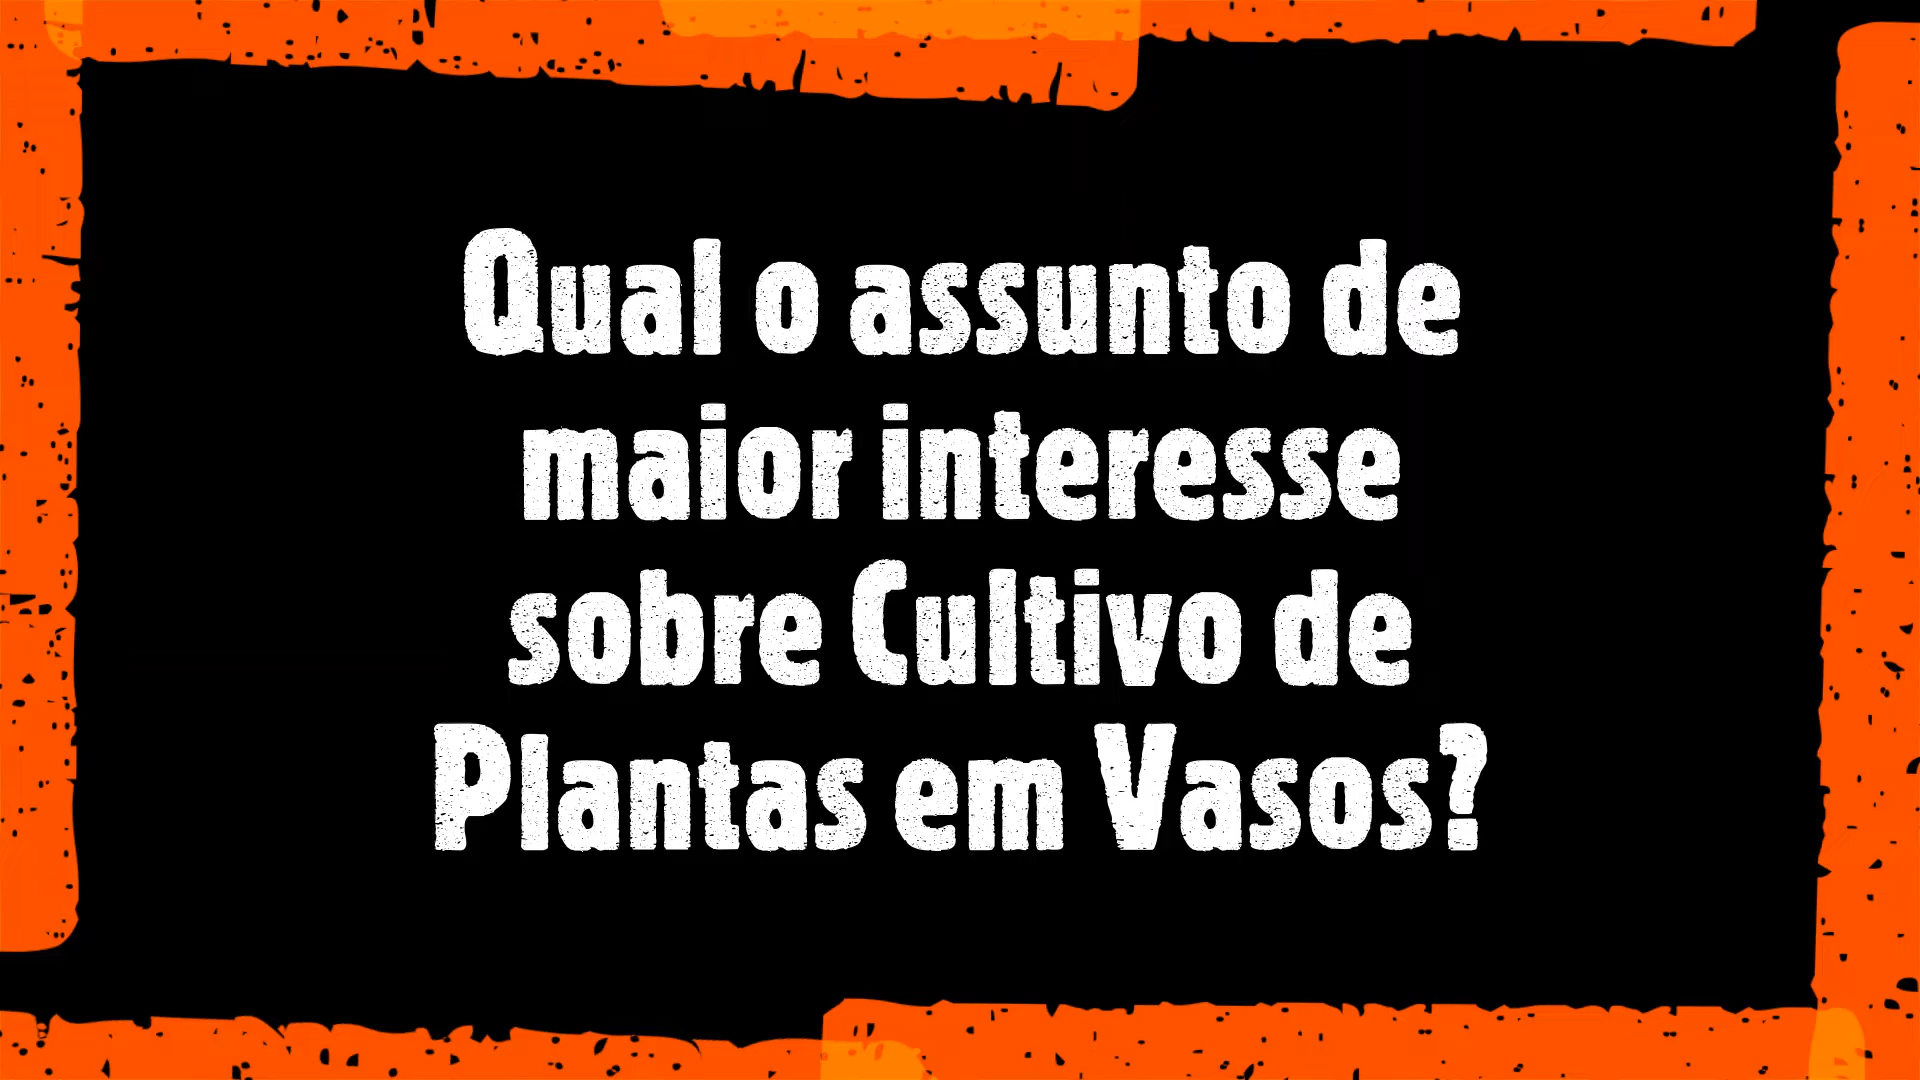 Qual o assunto de
maior interesse
sobre Cultivo de
Plantas em Vasos?